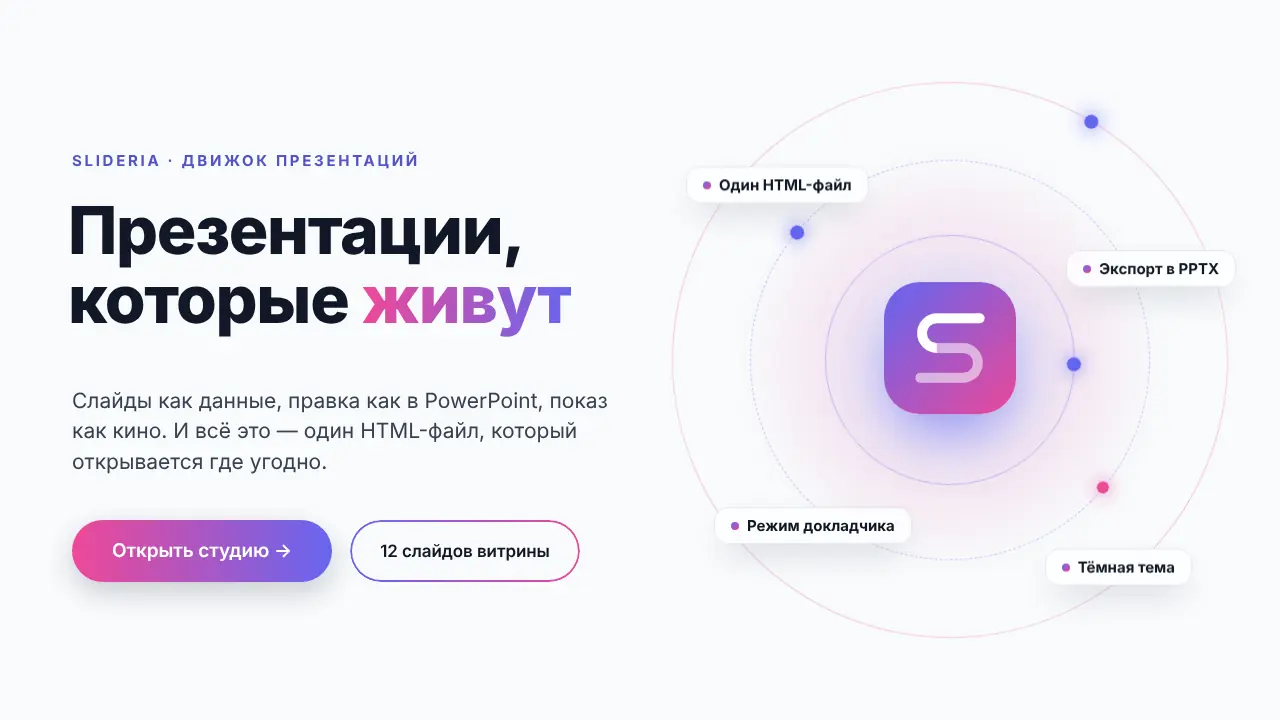 SLIDERIA · ДВИЖОК ПРЕЗЕНТАЦИЙ
Презентации,
которые живут
Слайды как данные, правка как в PowerPoint, показ
как кино. И всё это — один HTML-файл, который
открывается где угодно.
Открыть студию →
12 слайдов витрины
Один HTML-файл
Экспорт в PPTX
Режим докладчика
Тёмная тема